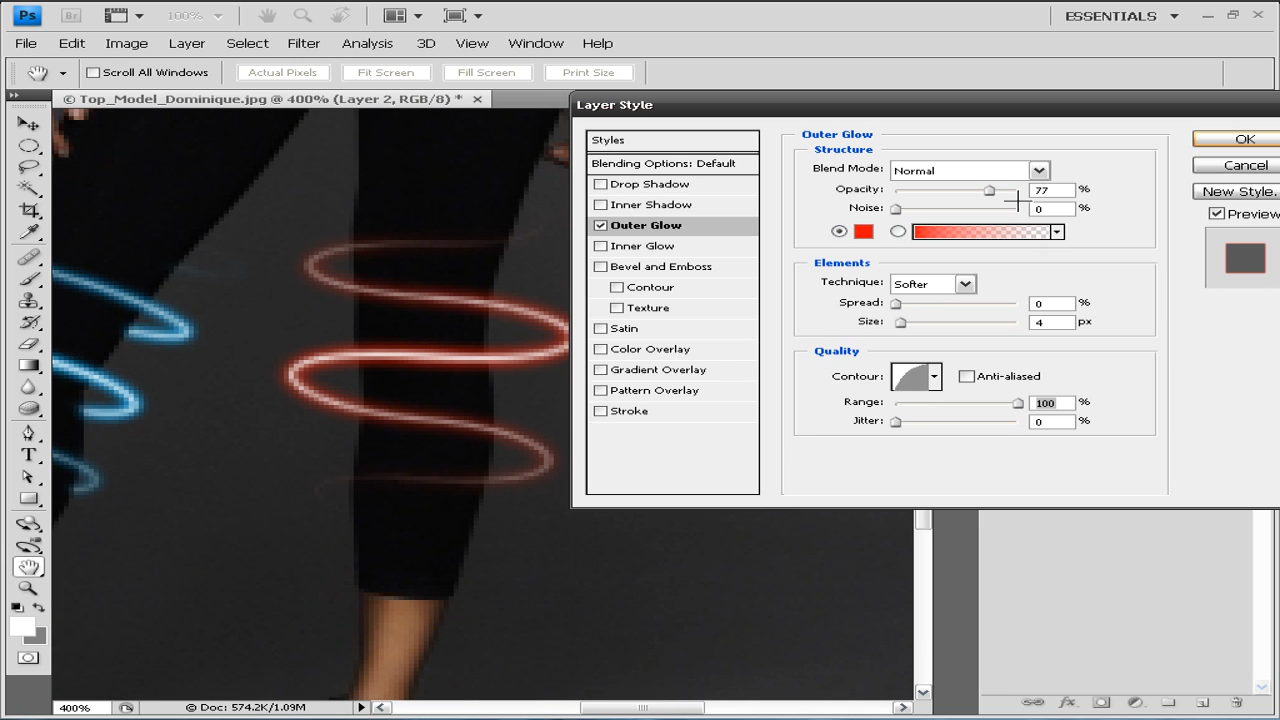 Ps Br 100% ESSENTIALS
File Edit Image Layer Select Filter Analysis 3D View Window Help
Scroll All Windows Actual Pixels Fit Screen Fill Screen Print Size
© Top_Model_Dominique.jpg @ 400% (Layer 2, RGB/8) *
Layer Style
Styles
Blending Options: Default
Drop Shadow
Inner Shadow
Outer Glow
Inner Glow
Bevel and Emboss
Contour
Texture
Satin
Color Overlay
Gradient Overlay
Pattern Overlay
Stroke
Outer Glow
Structure
Blend Mode: Normal
Opacity: 77 %
Noise: 0 %
Elements
Technique: Softer
Spread: 0 %
Size: 4 px
Quality
Contour: Anti-aliased
Range: 100 %
Jitter: 0 %
OK
Cancel
New Style.
Preview
T
400% © Doc: 574.2K/1.09M
fx